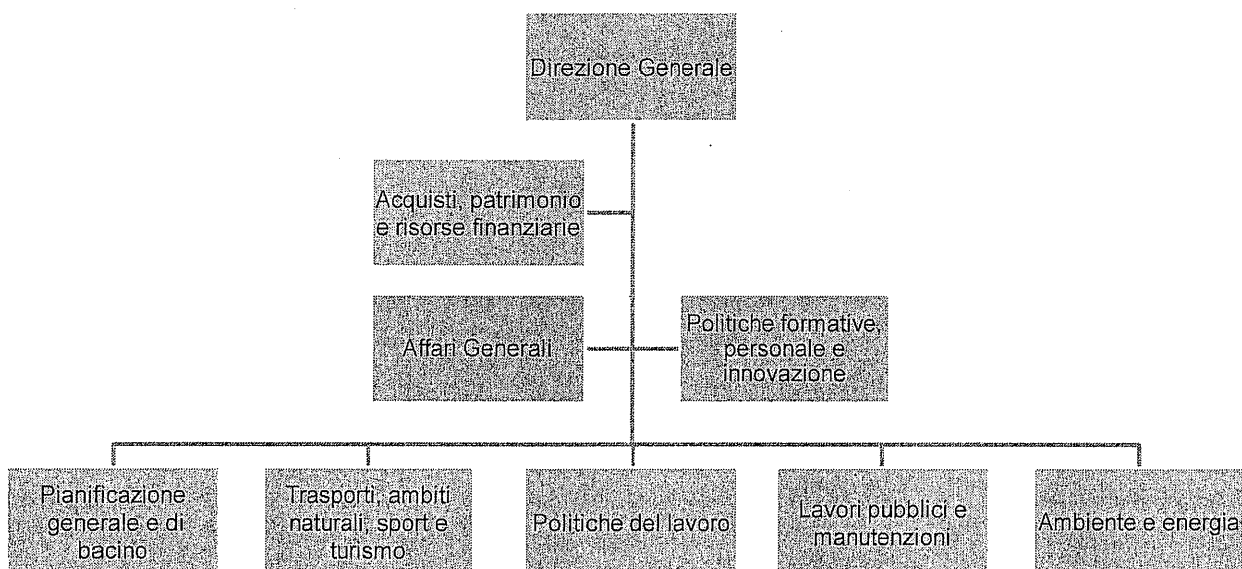 Direzione Generale
Acquisti, patrimonio
e risorse finanziarie
Affari Generali
Politiche formative,
personale e
innovazione
Pianificazione
generale e di
bacino
Trasporti, ambiti
naturali, sport e
turismo
Politiche del lavoro
Lavori pubblici e
manutenzioni
Ambiente e energia